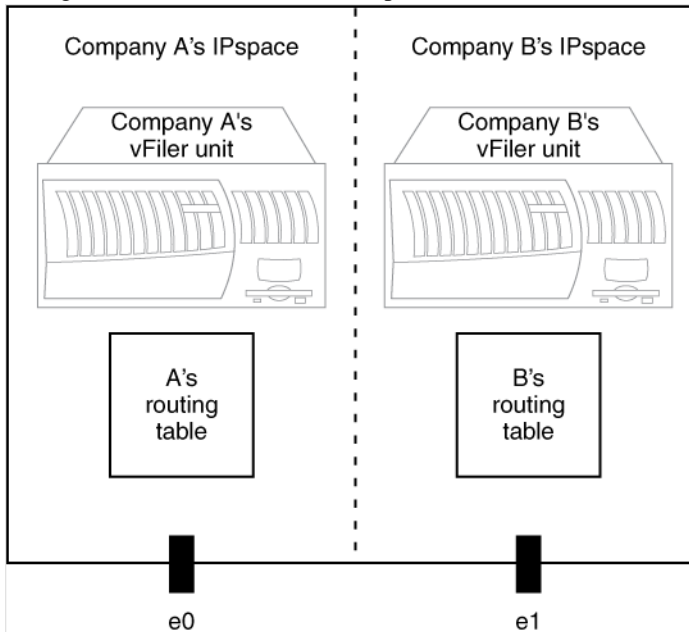 Company A's IPspace
Company B's IPspace
Company A's
vFiler unit
Company B's
vFiler unit
A's
routing
table
B's
routing
table
e0
e1